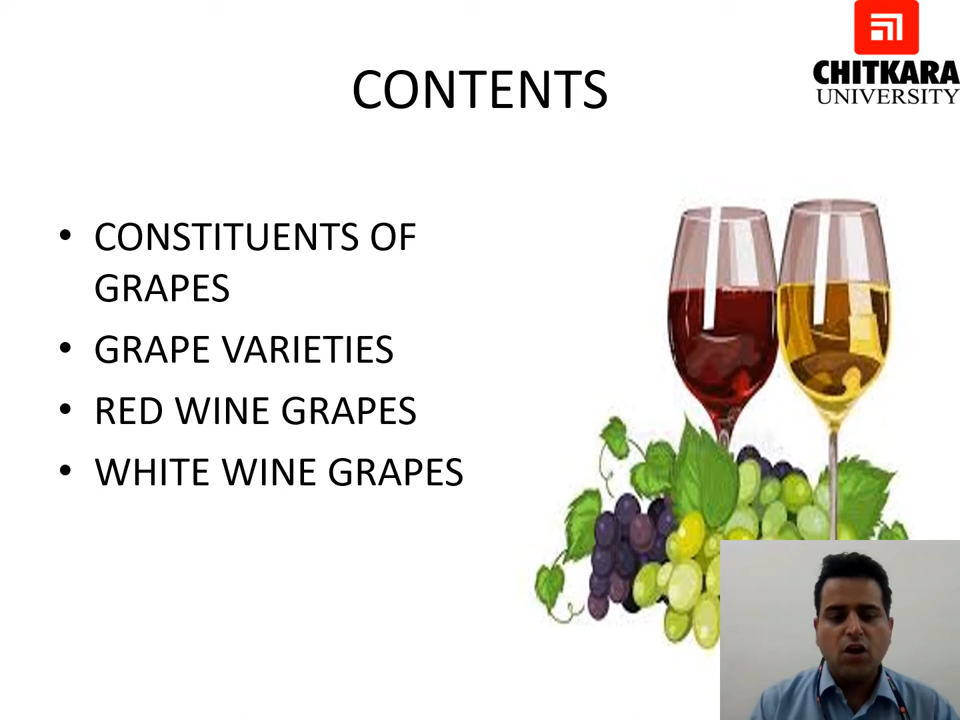 CHITKARA
UNIVERSITY
CONTENTS
• CONSTITUENTS OF
GRAPES
• GRAPE VARIETIES
• RED WINE GRAPES
• WHITE WINE GRAPES